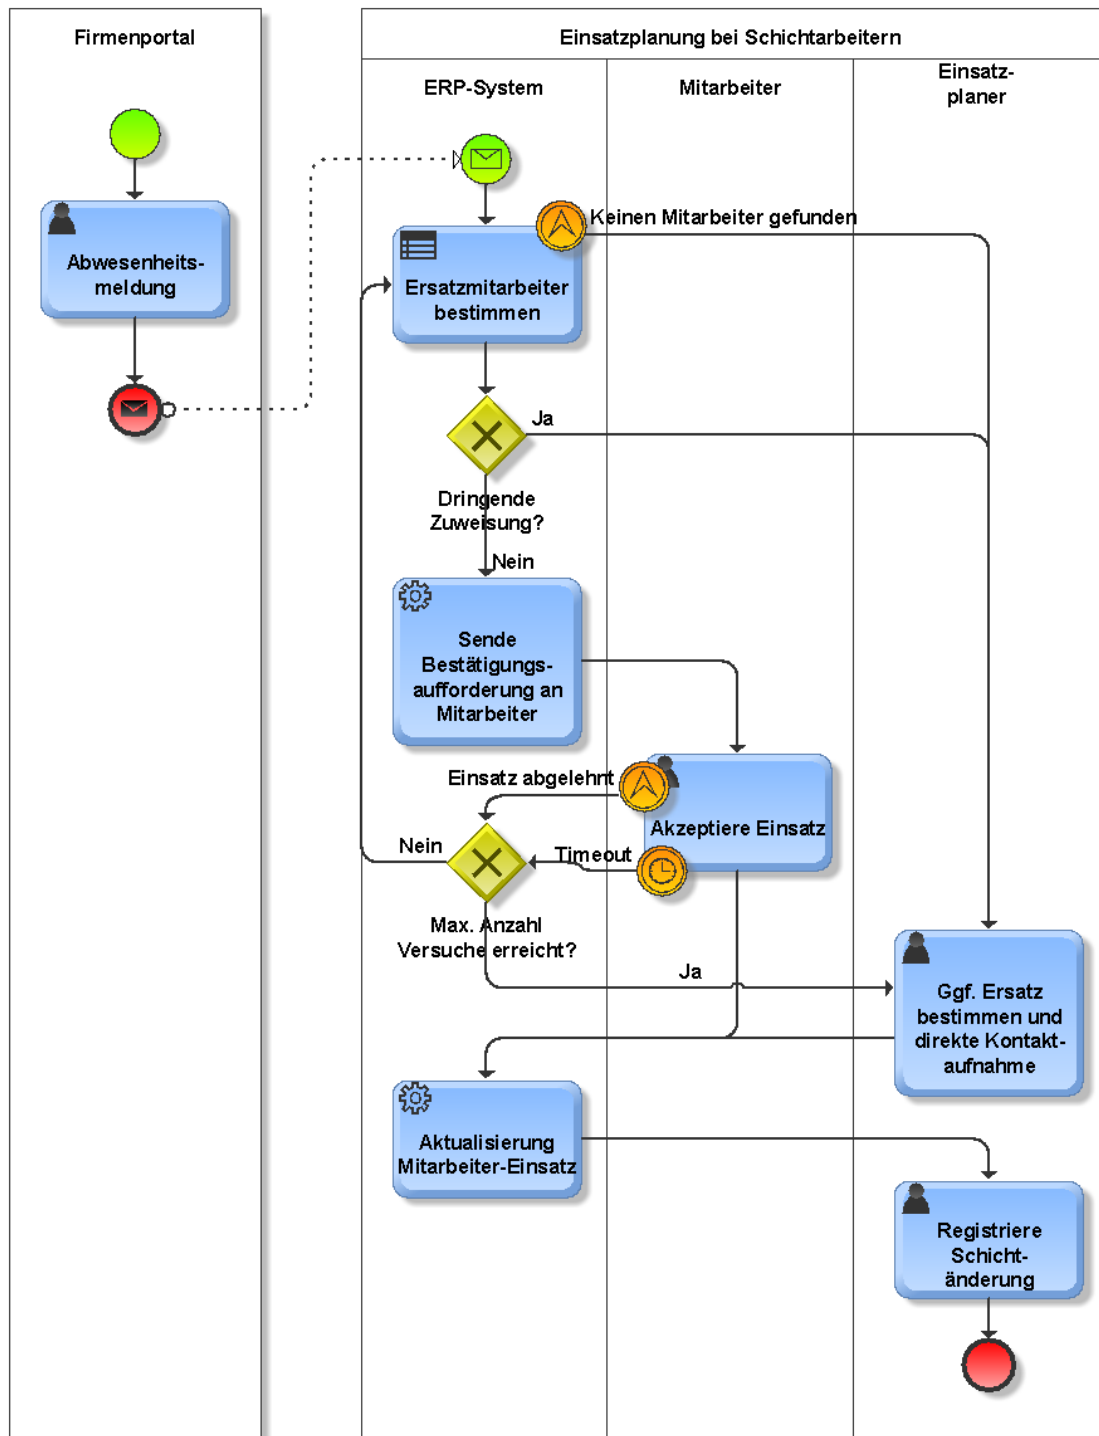 Firmenportal
Einsatzplanung bei Schichtarbeitern
ERP-System
Mitarbeiter
Einsatz-
planer
Abwesenheits-
meldung
Keinen Mitarbeiter gefunden
Ersatzmitarbeiter
bestimmen
Ja
Dringende
Zuweisung?
Nein
Sende
Bestätigungs-
aufforderung an
Mitarbeiter
Einsatz abgelehnt
Akzeptiere Einsatz
Nein
Timeout
Max. Anzahl
Versuche erreicht?
Ja
Ggf. Ersatz
bestimmen und
direkte Kontakt-
aufnahme
Aktualisierung
Mitarbeiter-Einsatz
Registriere
Schicht-
änderung